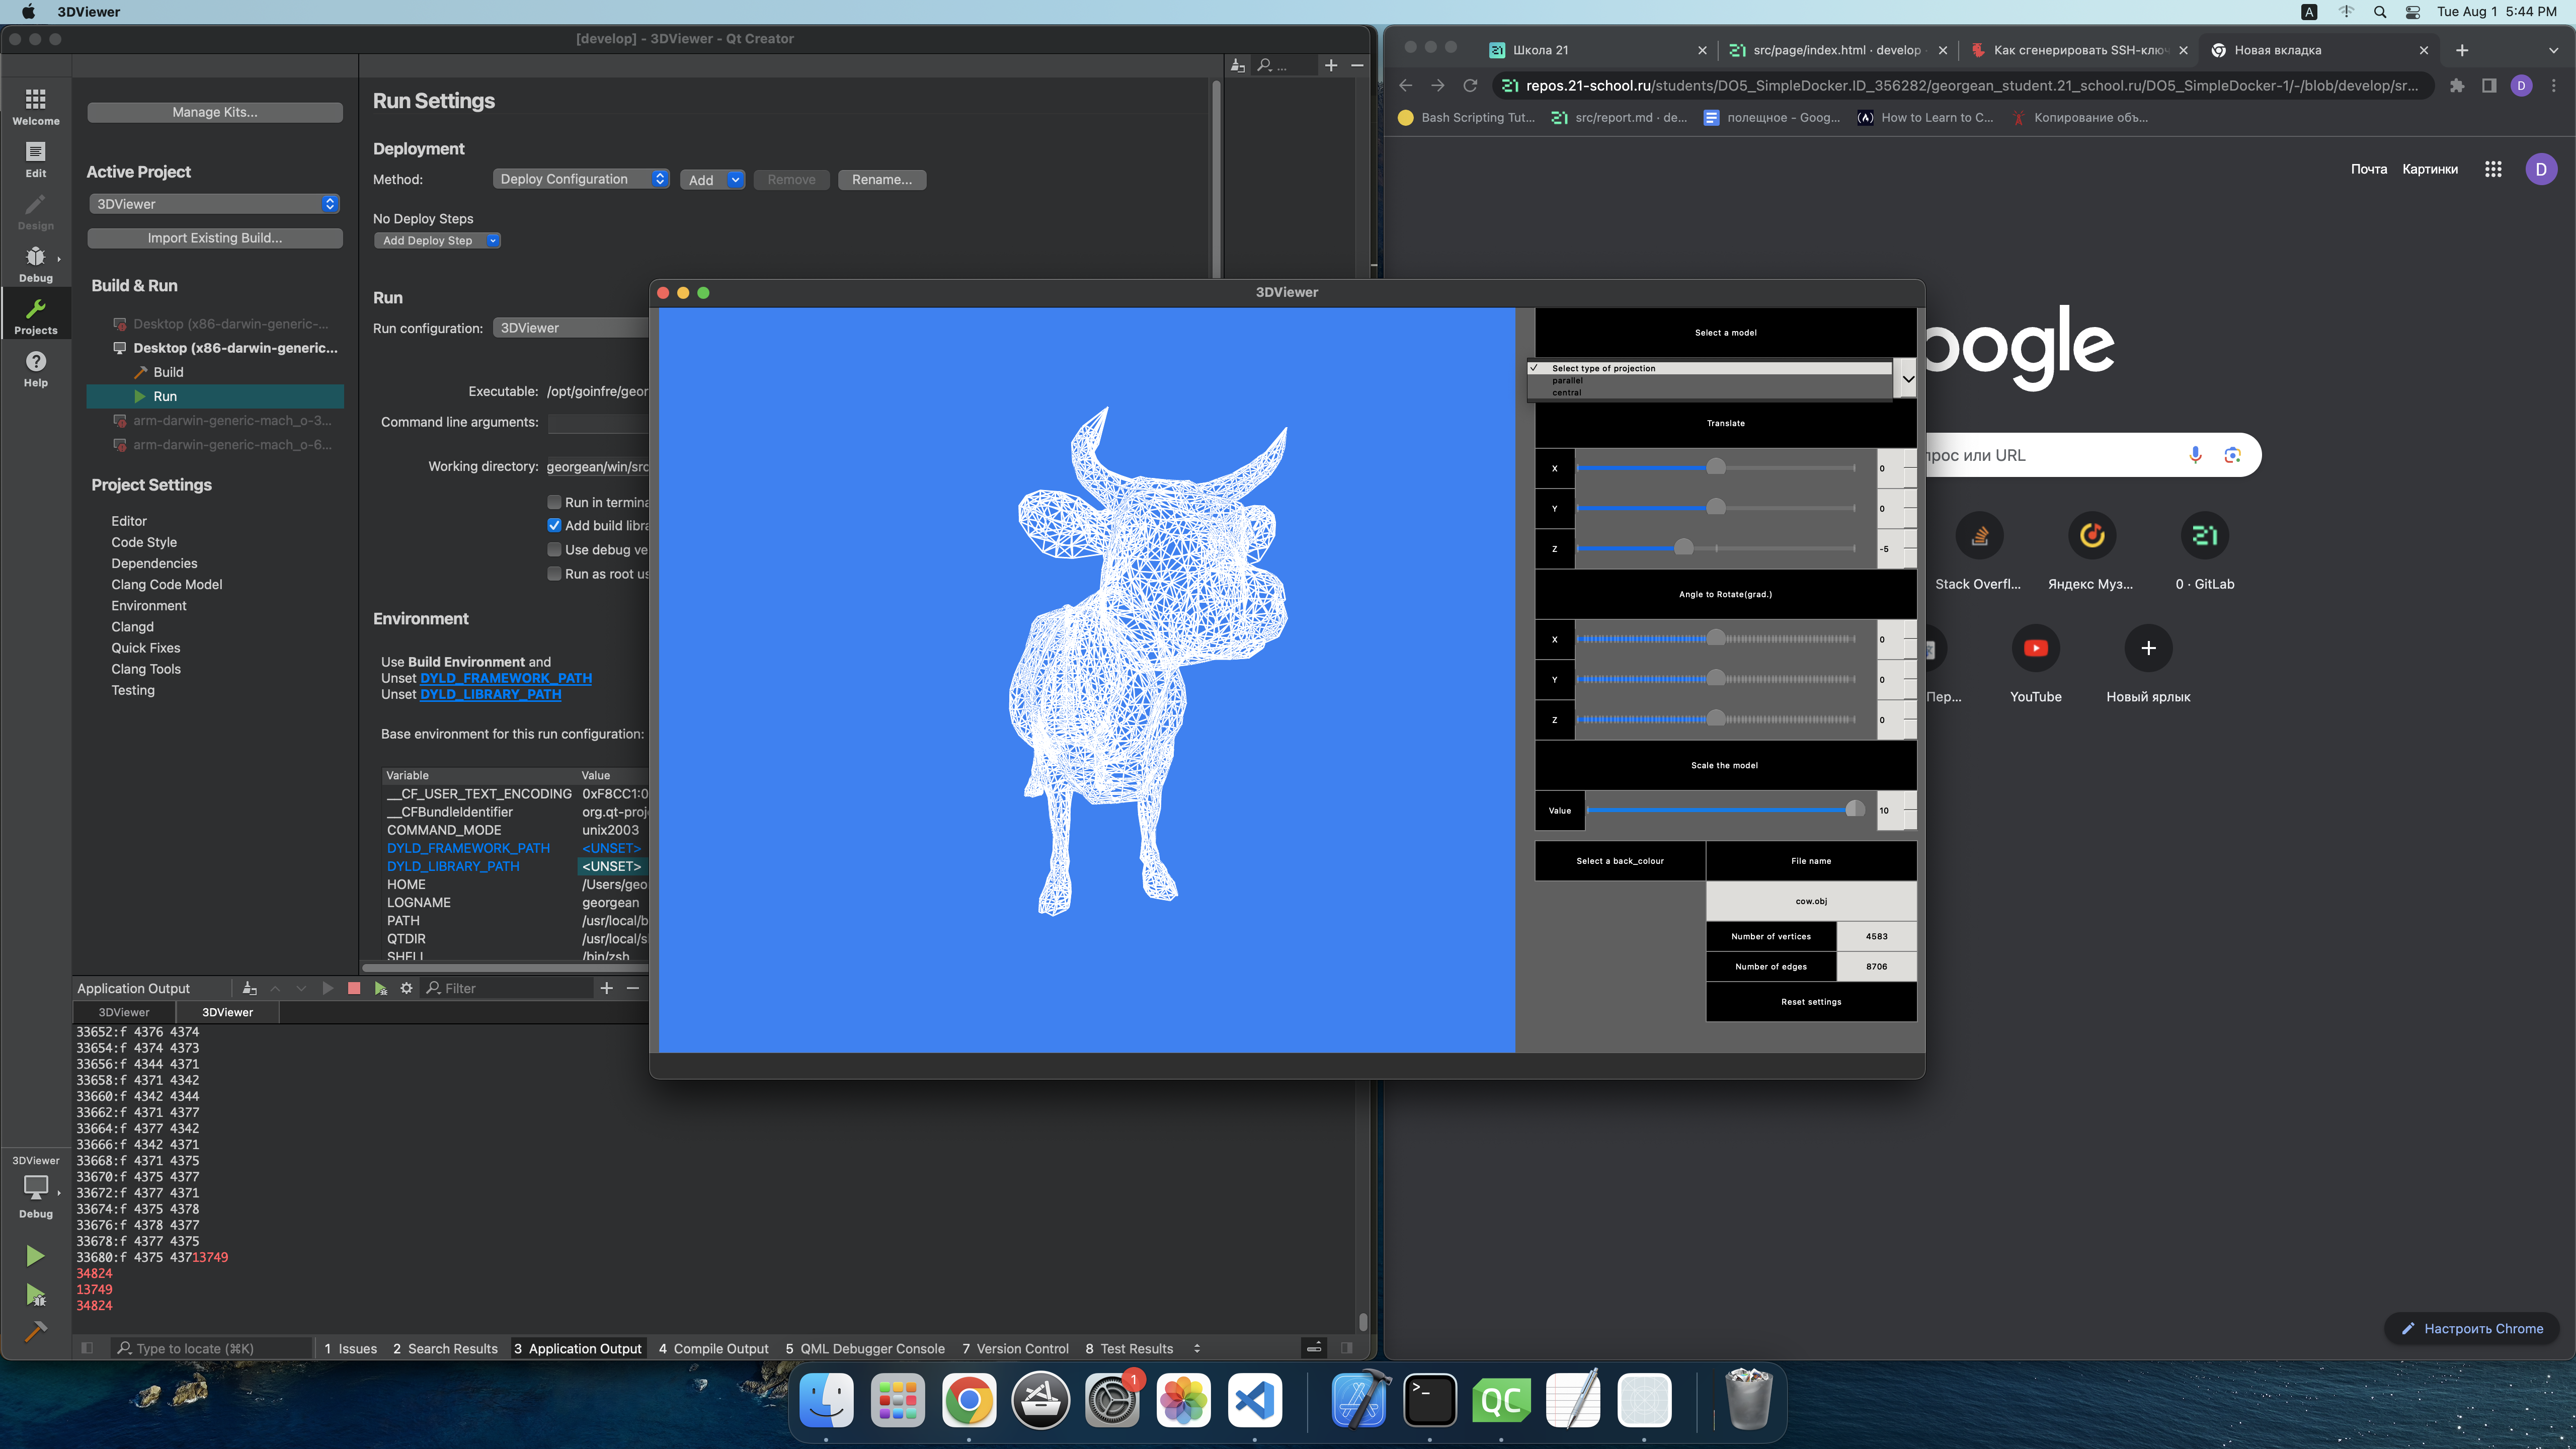 3DViewer
A
Tue Aug 1 5:44 PM
[develop] - 3DViewer - Qt Creator
Welcome
Edit
Design
Debug
Projects
Help
Manage Kits...
Active Project
3DViewer
Import Existing Build...
Build & Run
Desktop (x86-darwin-generic-...
Desktop (x86-darwin-generic...
Build
Run
arm-darwin-generic-mach_o-3...
arm-darwin-generic-mach_o-6...
Project Settings
Editor
Code Style
Dependencies
Clang Code Model
Environment
Clangd
Quick Fixes
Clang Tools
Testing
Run Settings
Deployment
Method:
Deploy Configuration
Add
Remove
Rename...
No Deploy Steps
Add Deploy Step
Run
Run configuration:
3DViewer
Executable: /opt/goinfre/geor
Command line arguments:
Working directory: georgean/win/src
Run in termina
Add build libra
Use debug ve
Run as root us
Environment
Use Build Environment and
Unset DYLD_FRAMEWORK_PATH
Unset DYLD_LIBRARY_PATH
Base environment for this run configuration:
Variable Value
__CF_USER_TEXT_ENCODING 0xF8CC1:0
__CFBundleIdentifier org.qt-proj
COMMAND_MODE unix2003
DYLD_FRAMEWORK_PATH <UNSET>
DYLD_LIBRARY_PATH <UNSET>
HOME /Users/geo
LOGNAME georgean
PATH /usr/local/b
QTDIR /usr/local/s
SHELL /bin/zsh
...
3DViewer
Select a model
Select type of projection
parallel
central
Translate
X 0
Y 0
Z -5
Angle to Rotate(grad.)
X 0
Y 0
Z 0
Scale the model
Value 10
Select a back_colour
File name
cow.obj
Number of vertices 4583
Number of edges 8706
Reset settings
Application Output
Filter
3DViewer
3DViewer
33652:f 4376 4374
33654:f 4374 4373
33656:f 4344 4371
33658:f 4371 4342
33660:f 4342 4344
33662:f 4371 4377
33664:f 4377 4342
33666:f 4342 4371
33668:f 4371 4375
33670:f 4375 4377
33672:f 4377 4371
33674:f 4375 4378
33676:f 4378 4377
33678:f 4377 4375
33680:f 4375 43713749
34824
13749
34824
3DViewer
Debug
Type to locate (⌘K)
1 Issues
2 Search Results
3 Application Output
4 Compile Output
5 QML Debugger Console
7 Version Control
8 Test Results
Школа 21
src/page/index.html · develop
Как сгенерировать SSH-ключ
Новая вкладка
repos.21-school.ru/students/DO5_SimpleDocker.ID_356282/georgean_student.21_school.ru/DO5_SimpleDocker-1/-/blob/develop/sr...
D
Bash Scripting Tut...
src/report.md · de...
полещное - Goog...
How to Learn to C...
Копирование объ...
Почта
Картинки
D
oogle
прос или URL
Stack Overfl...
Яндекс Муз...
0 · GitLab
Пер...
YouTube
Новый ярлык
Настроить Chrome
1
QC